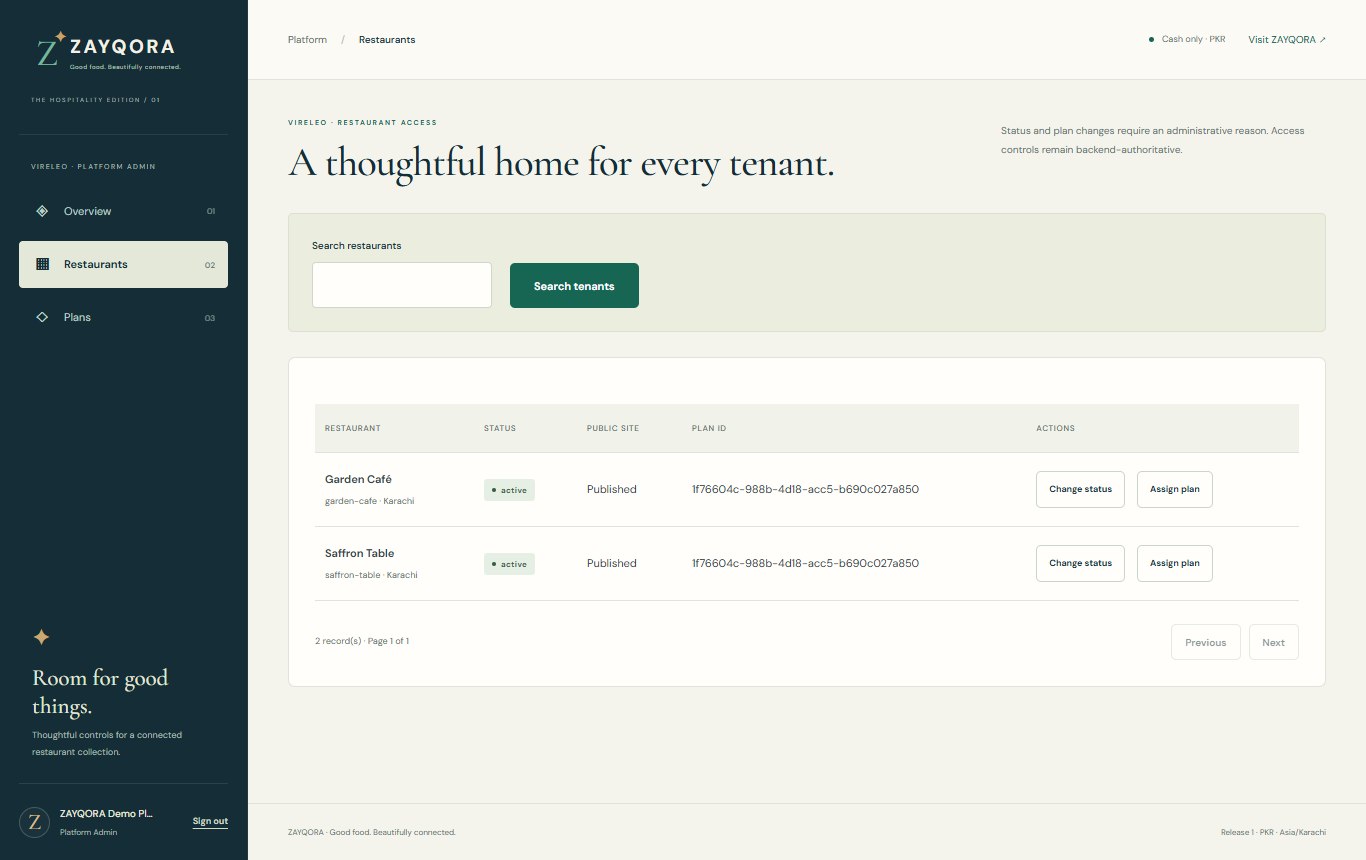 ZAYQORA
Good food. Beautifully connected.
THE HOSPITALITY EDITION / 01
VIRELEO · PLATFORM ADMIN
Overview 01
Restaurants 02
Plans 03
Room for good
things.
Thoughtful controls for a connected
restaurant collection.
Z
ZAYQORA Demo Pl...
Platform Admin
Sign out
Platform / Restaurants
Cash only · PKR
Visit ZAYQORA ↗
VIRELEO · RESTAURANT ACCESS
A thoughtful home for every tenant.
Status and plan changes require an administrative reason. Access
controls remain backend-authoritative.
Search restaurants
Search tenants
RESTAURANT STATUS PUBLIC SITE PLAN ID ACTIONS
Garden Café
garden-cafe · Karachi
active
Published
1f76604c-988b-4d18-acc5-b690c027a850
Change status
Assign plan
Saffron Table
saffron-table · Karachi
active
Published
1f76604c-988b-4d18-acc5-b690c027a850
Change status
Assign plan
2 record(s) · Page 1 of 1
Previous
Next
ZAYQORA · Good food. Beautifully connected.
Release 1 · PKR · Asia/Karachi